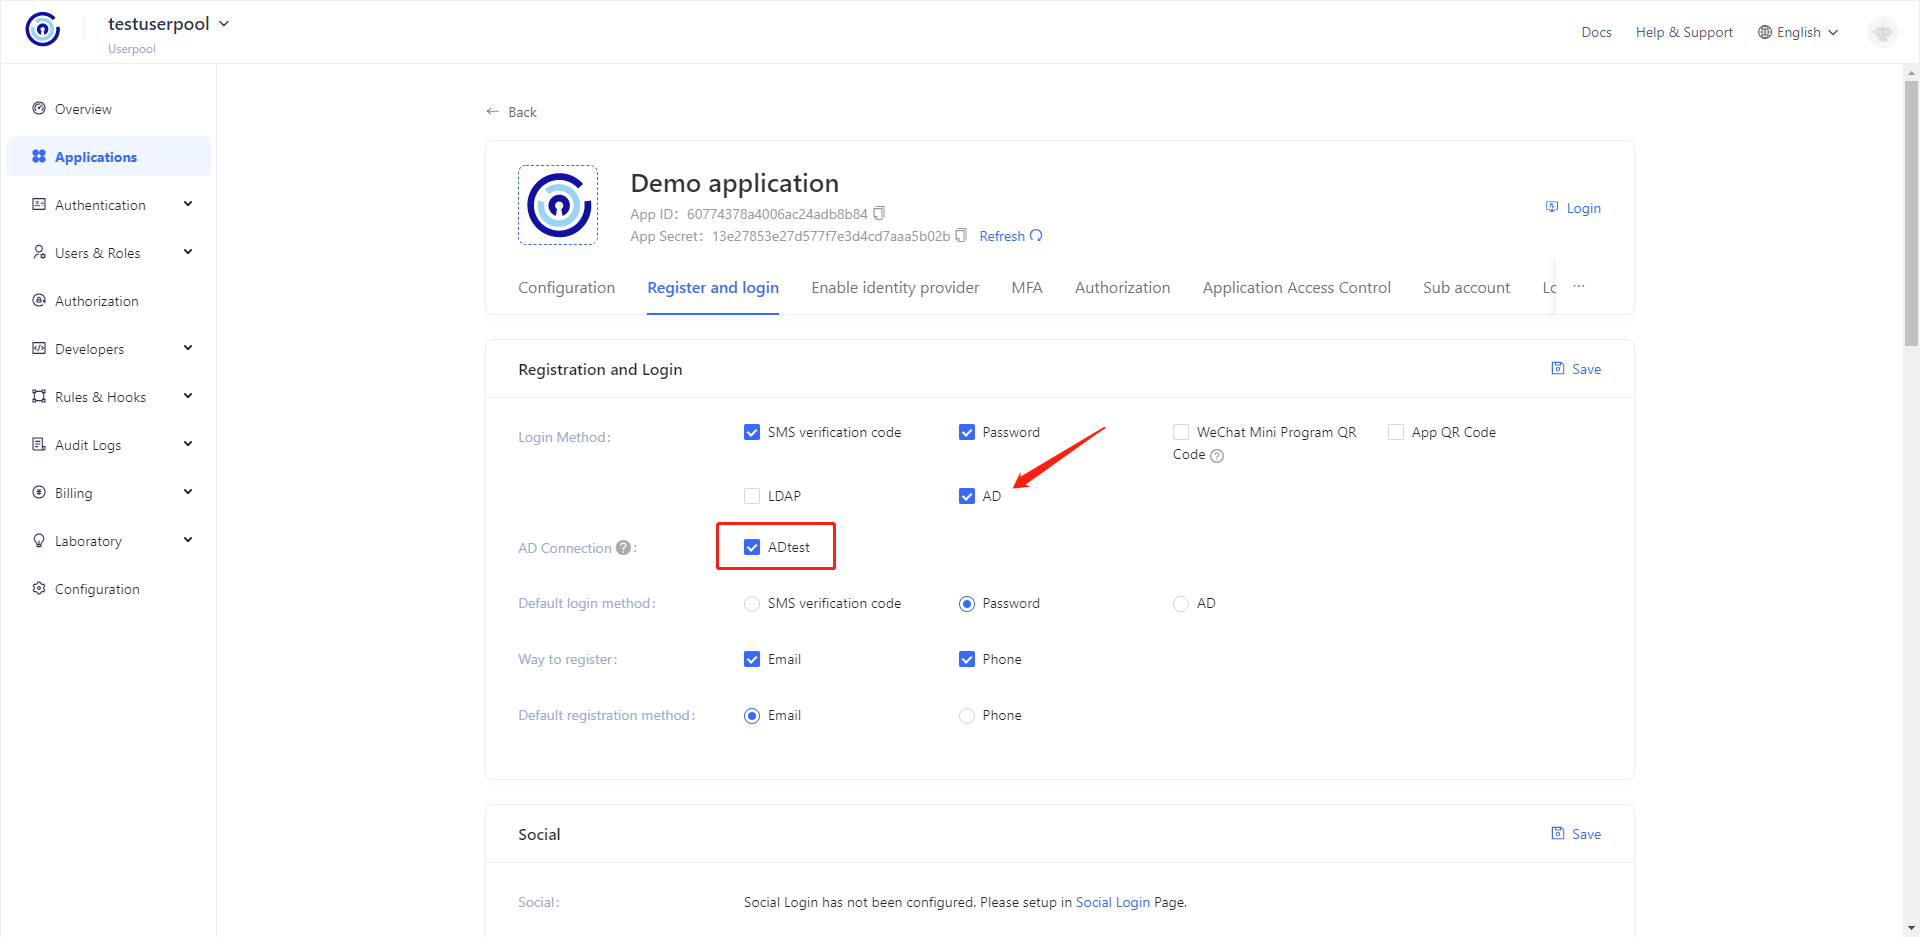 testuserpool
Userpool
Docs
Help & Support
English
Overview
Applications
Authentication
Users & Roles
Authorization
Developers
Rules & Hooks
Audit Logs
Billing
Laboratory
Configuration
Back
Demo application
App ID: 60774378a4006ac24adb8b84
App Secret: 13e27853e27d577f7e3d4cd7aaa5b02b Refresh
Login
Configuration
Register and login
Enable identity provider
MFA
Authorization
Application Access Control
Sub account
Lc
...
Registration and Login
Save
Login Method:
SMS verification code
Password
WeChat Mini Program QR
Code ?
App QR Code
LDAP
AD
AD Connection ? :
ADtest
Default login method:
SMS verification code
Password
AD
Way to register:
Email
Phone
Default registration method:
Email
Phone
Social
Save
Social:
Social Login has not been configured. Please setup in Social Login Page.